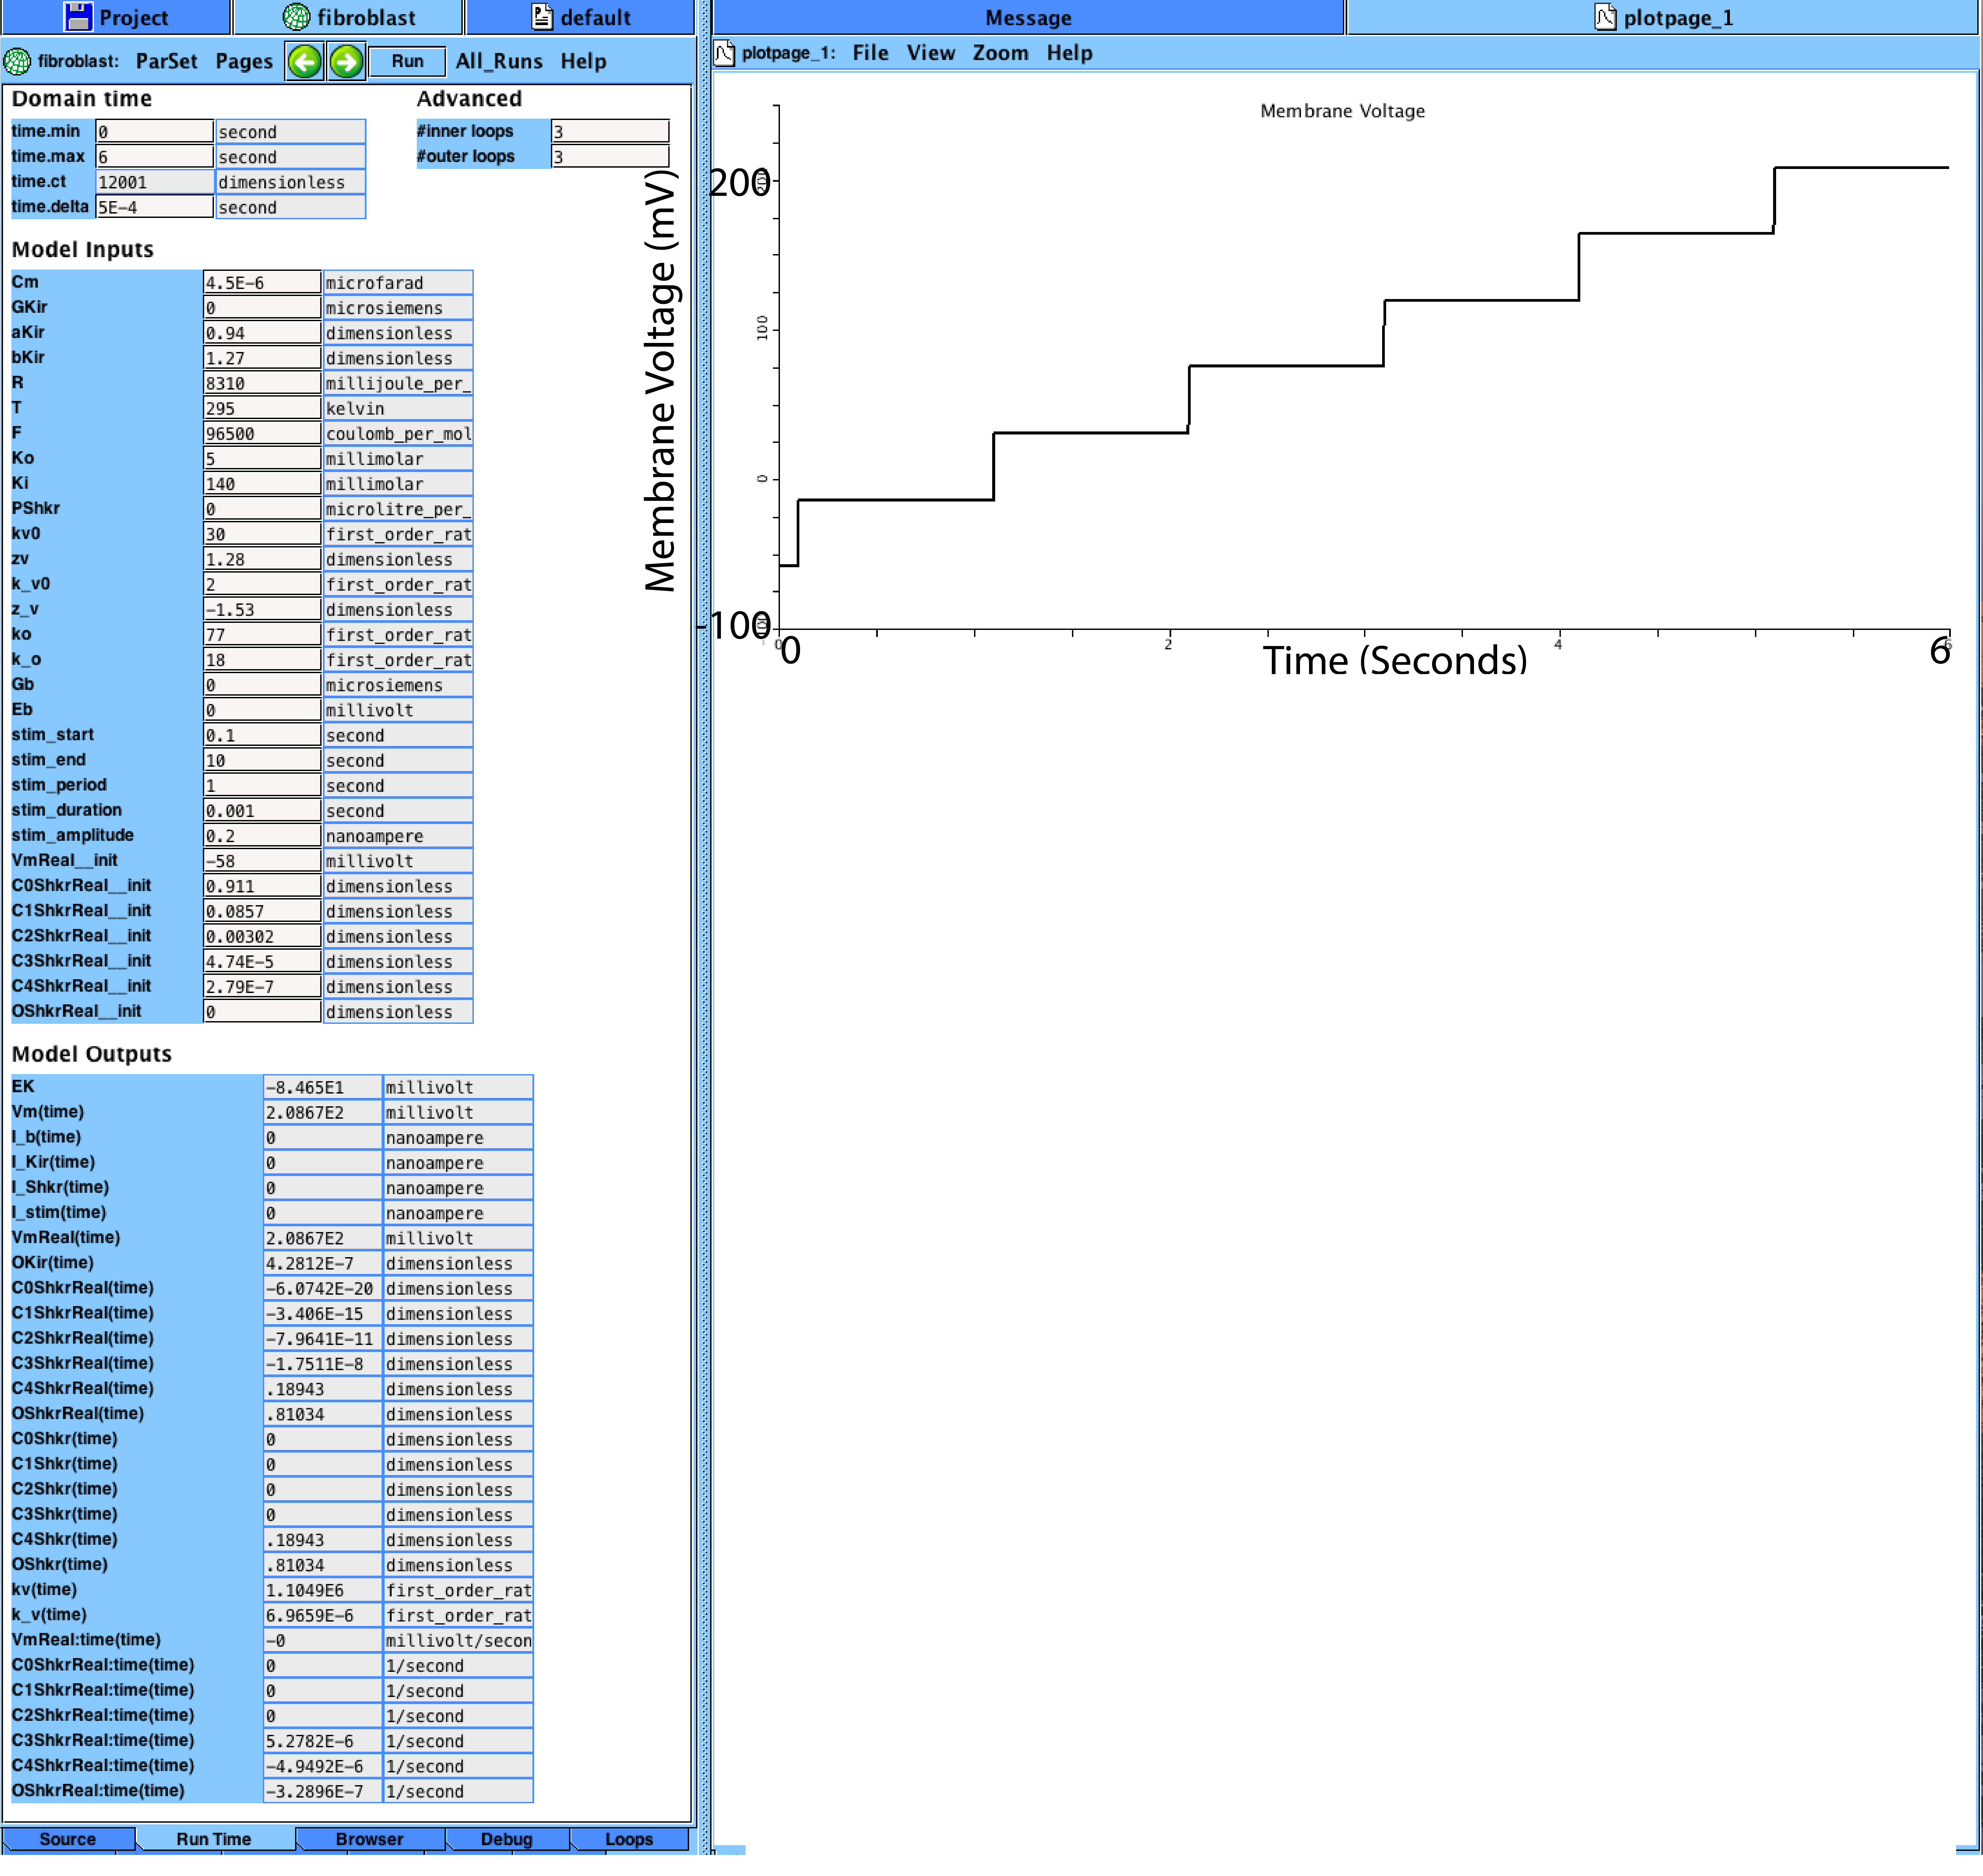 Project fibroblast default Message plotpage_1
fibroblast: ParSet Pages Run All_Runs Help
plotpage_1: File View Zoom Help
Domain time
time.min 0 second
time.max 6 second
time.ct 12001 dimensionless
time.delta 5E-4 second
Advanced
#inner loops 3
#outer loops 3
Model Inputs
Cm 4.5E-6 microfarad
GKir 0 microsiemens
aKir 0.94 dimensionless
bKir 1.27 dimensionless
R 8310 millijoule_per_
T 295 kelvin
F 96500 coulomb_per_mol
Ko 5 millimolar
Ki 140 millimolar
PShkr 0 microlitre_per_
kv0 30 first_order_rat
zv 1.28 dimensionless
k_v0 2 first_order_rat
z_v -1.53 dimensionless
ko 77 first_order_rat
k_o 18 first_order_rat
Gb 0 microsiemens
Eb 0 millivolt
stim_start 0.1 second
stim_end 10 second
stim_period 1 second
stim_duration 0.001 second
stim_amplitude 0.2 nanoampere
VmReal__init -58 millivolt
C0ShkrReal__init 0.911 dimensionless
C1ShkrReal__init 0.0857 dimensionless
C2ShkrReal__init 0.00302 dimensionless
C3ShkrReal__init 4.74E-5 dimensionless
C4ShkrReal__init 2.79E-7 dimensionless
OShkrReal__init 0 dimensionless
Model Outputs
EK -8.465E1 millivolt
Vm(time) 2.0867E2 millivolt
I_b(time) 0 nanoampere
I_Kir(time) 0 nanoampere
I_Shkr(time) 0 nanoampere
I_stim(time) 0 nanoampere
VmReal(time) 2.0867E2 millivolt
OKir(time) 4.2812E-7 dimensionless
C0ShkrReal(time) -6.0742E-20 dimensionless
C1ShkrReal(time) -3.406E-15 dimensionless
C2ShkrReal(time) -7.9641E-11 dimensionless
C3ShkrReal(time) -1.7511E-8 dimensionless
C4ShkrReal(time) .18943 dimensionless
OShkrReal(time) .81034 dimensionless
C0Shkr(time) 0 dimensionless
C1Shkr(time) 0 dimensionless
C2Shkr(time) 0 dimensionless
C3Shkr(time) 0 dimensionless
C4Shkr(time) .18943 dimensionless
OShkr(time) .81034 dimensionless
kv(time) 1.1049E6 first_order_rat
k_v(time) 6.9659E-6 first_order_rat
VmReal:time(time) -0 millivolt/secon
C0ShkrReal:time(time) 0 1/second
C1ShkrReal:time(time) 0 1/second
C2ShkrReal:time(time) 0 1/second
C3ShkrReal:time(time) 5.2782E-6 1/second
C4ShkrReal:time(time) -4.9492E-6 1/second
OShkrReal:time(time) -3.2896E-7 1/second
Source Run Time Browser Debug Loops
Membrane Voltage
Membrane Voltage (mV)
200
100
0
-100
0 2 4 6
0 Time (Seconds) 6